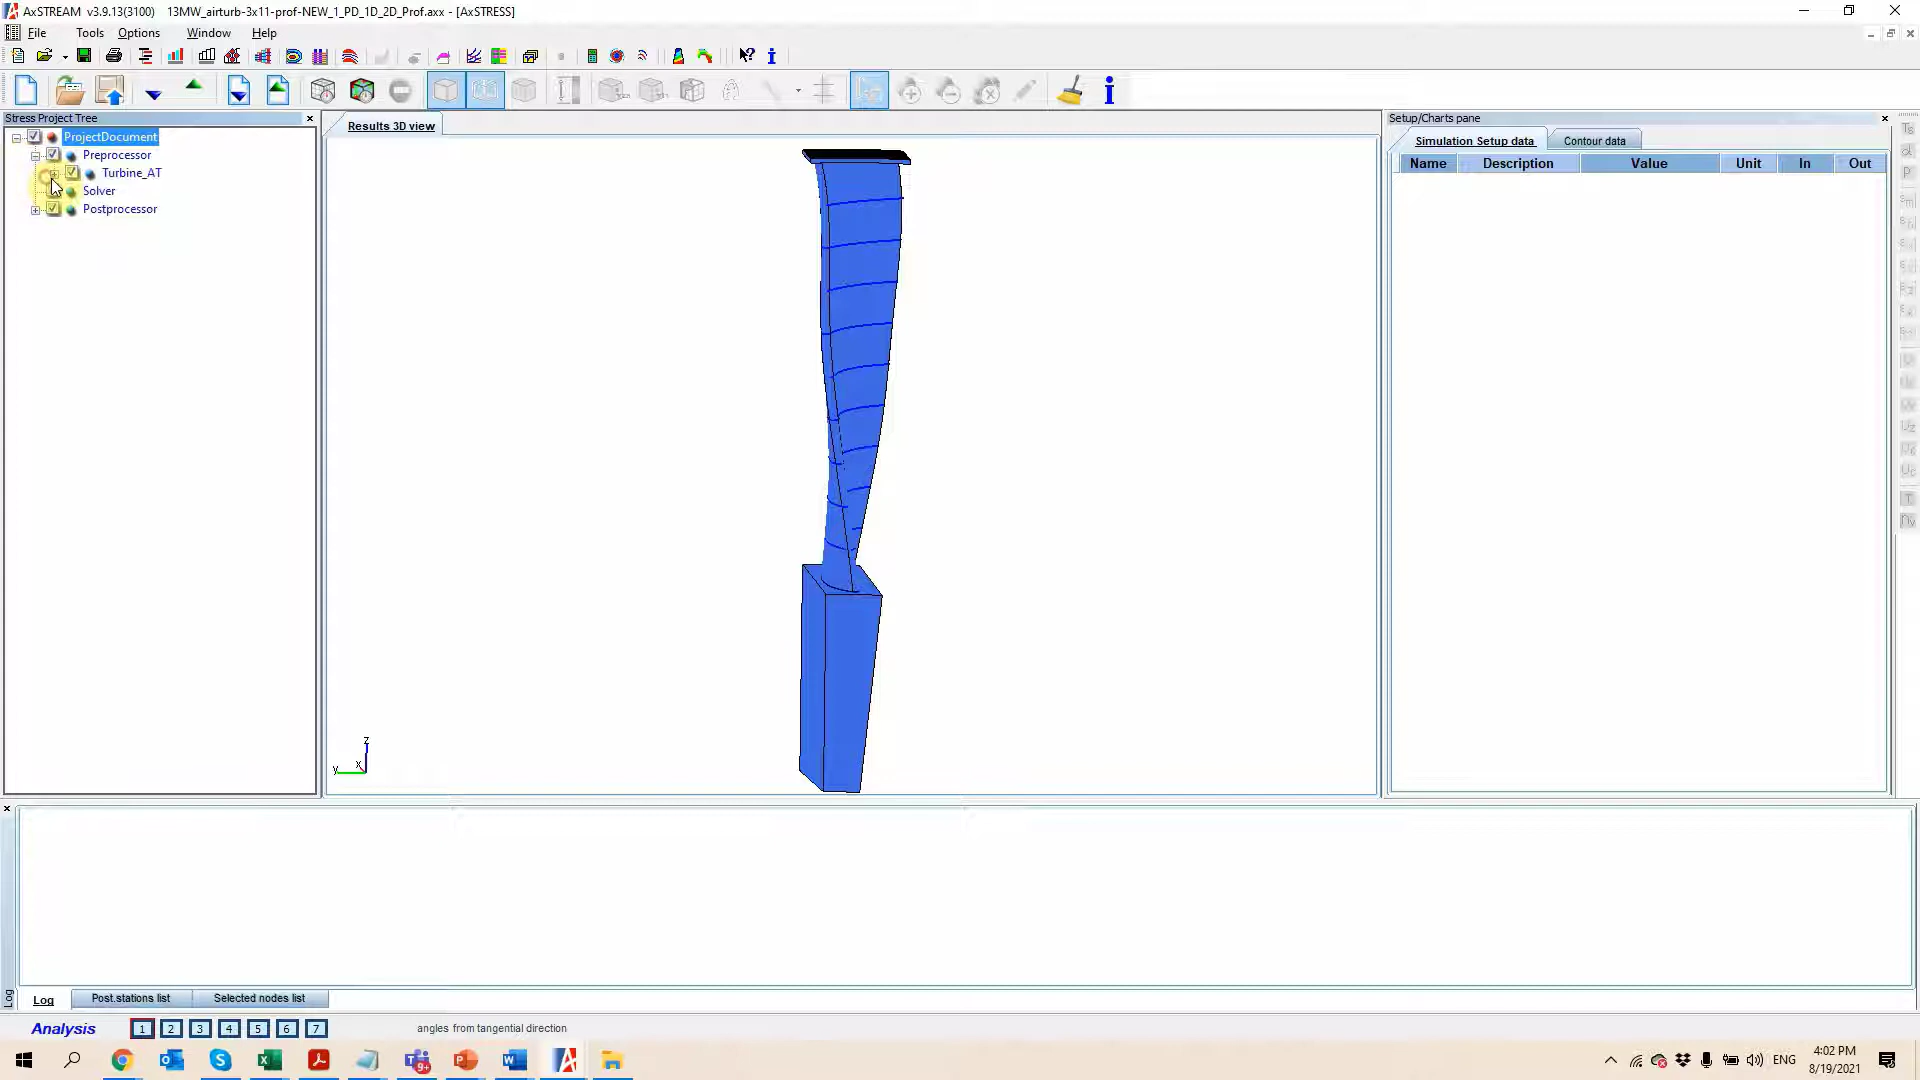 AxSTREAM v3.9.13(3100) 13MW_airturb-3x11-prof-NEW_1_PD_1D_2D_Prof.axx - [AxSTRESS]
File Tools Options Window Help
Stress Project Tree
ProjectDocument
Preprocessor
Turbine_AT
Solver
Postprocessor
Results 3D view
z
y x
Setup/Charts pane
Simulation Setup data Contour data
Name Description Value Unit In Out
Log
Log Post.stations list Selected nodes list
Analysis 1 2 3 4 5 6 7 angles from tangential direction
ENG
4:02 PM
8/19/2021